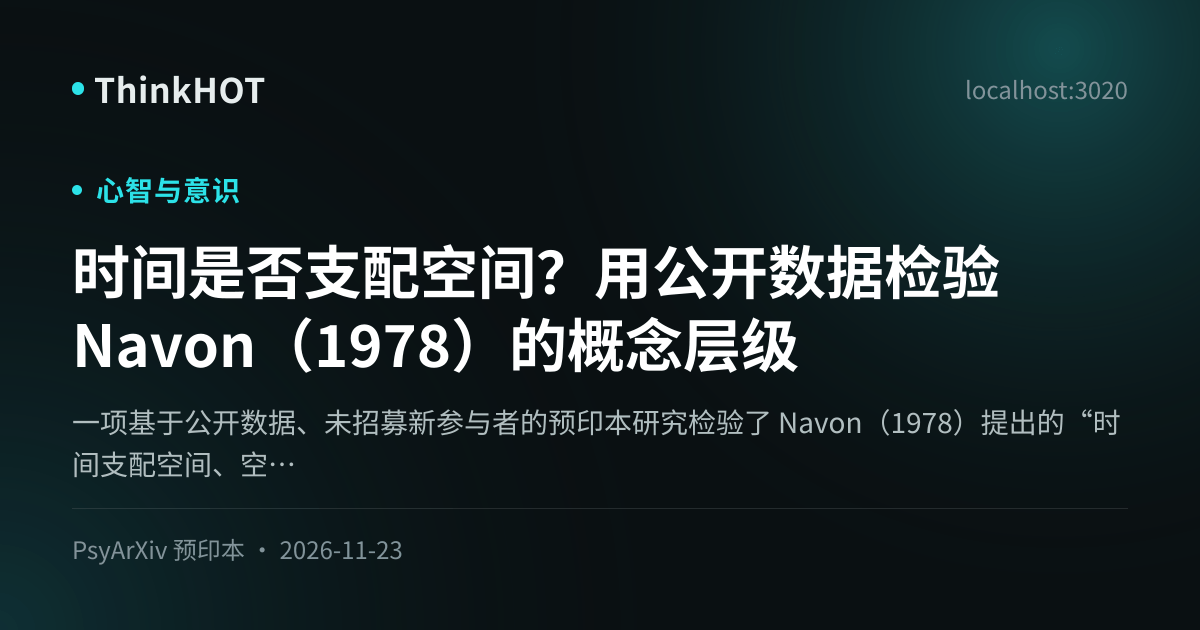 ThinkHOT
localhost:3020
心智与意识
时间是否支配空间？用公开数据检验
Navon（1978）的概念层级
一项基于公开数据、未招募新参与者的预印本研究检验了 Navon（1978）提出的“时
间支配空间、空…
PsyArXiv 预印本 · 2026-11-23